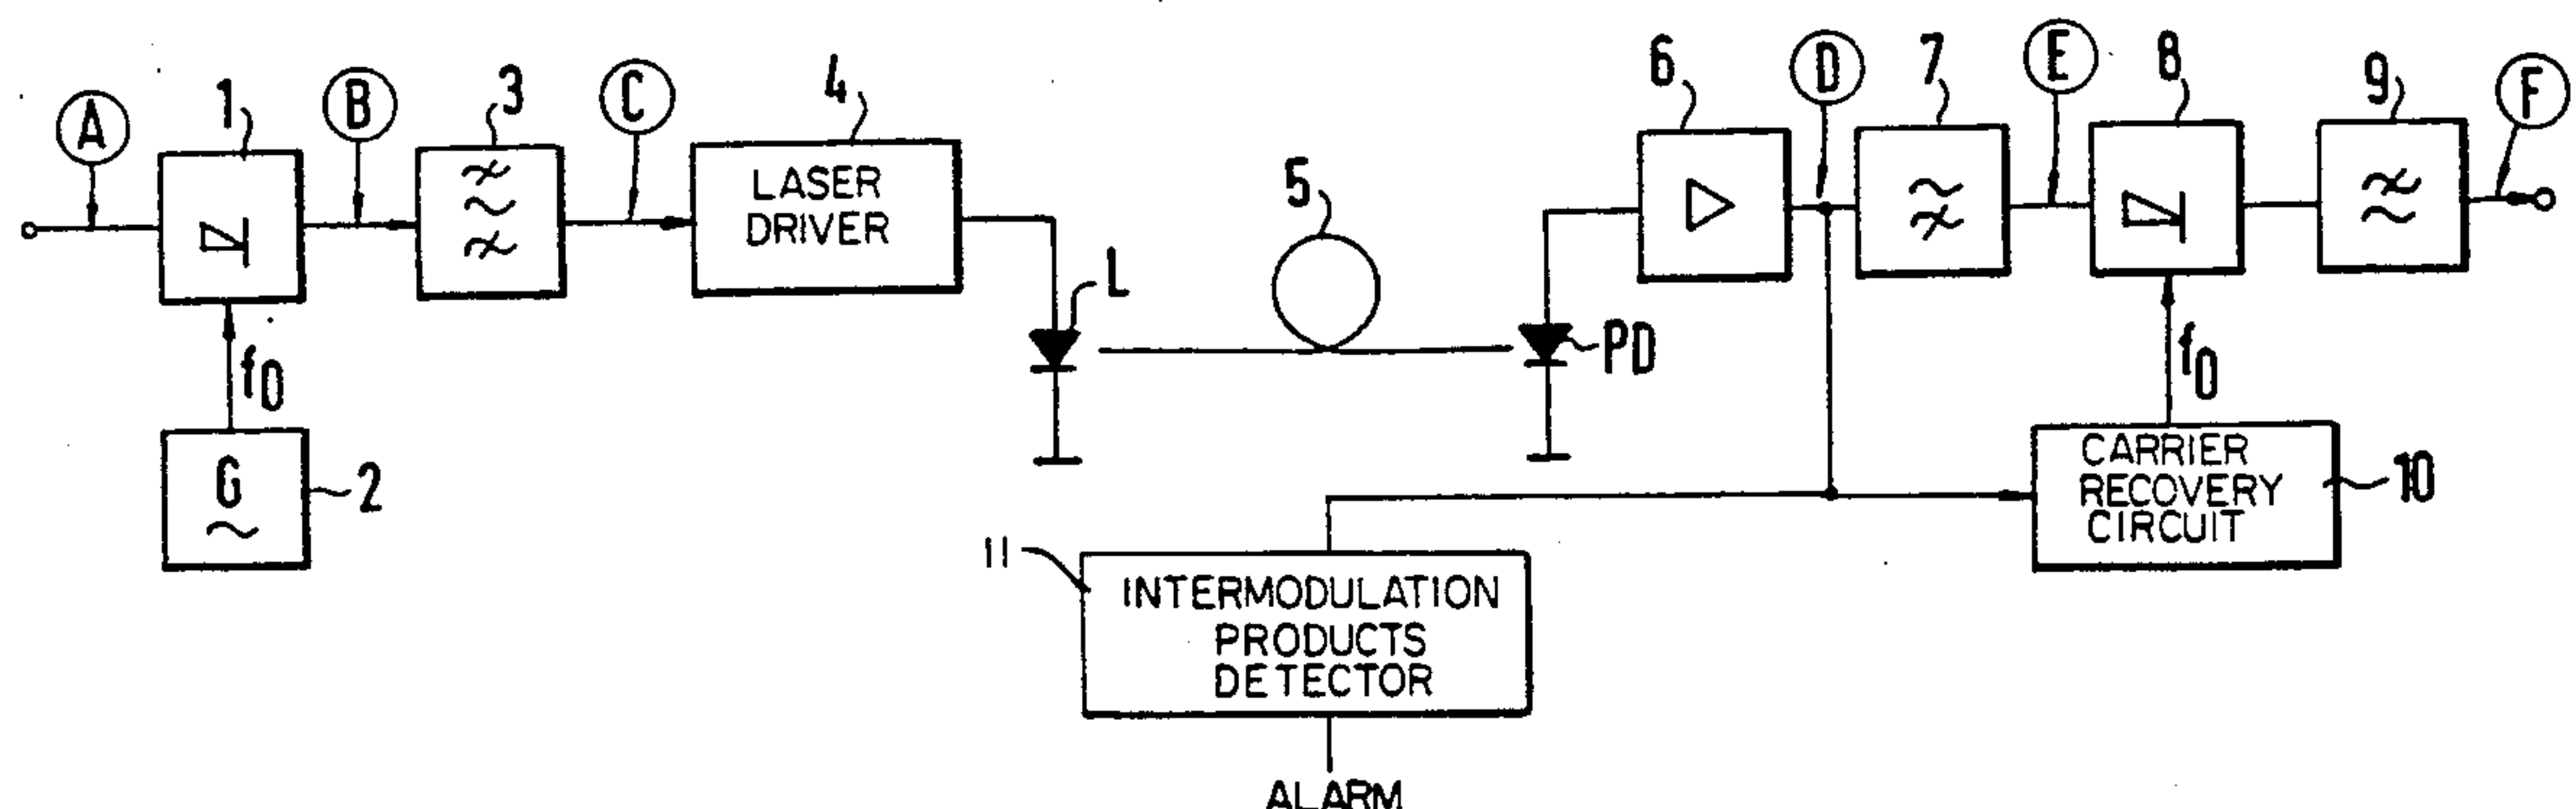 A
1
B
3
C
4
LASER
DRIVER
L
5
6
D
7
E
8
9
F
PD
f0
f0
G
2
CARRIER
RECOVERY
CIRCUIT
10
11
INTERMODULATION
PRODUCTS
DETECTOR
ALARM